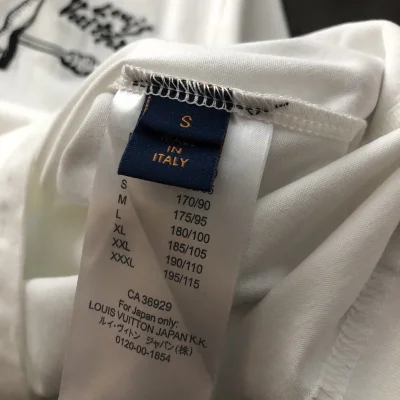 Louis
Vuitton
S
IN
ITALY
S 170/90
M 175/95
L 180/100
XL 185/105
XXL 190/110
XXXL 195/115
CA 36929
For Japan only:
LOUIS VUITTON JAPAN K.K.
ルイ・ヴィトン ジャパン(株)
0120-00-1854